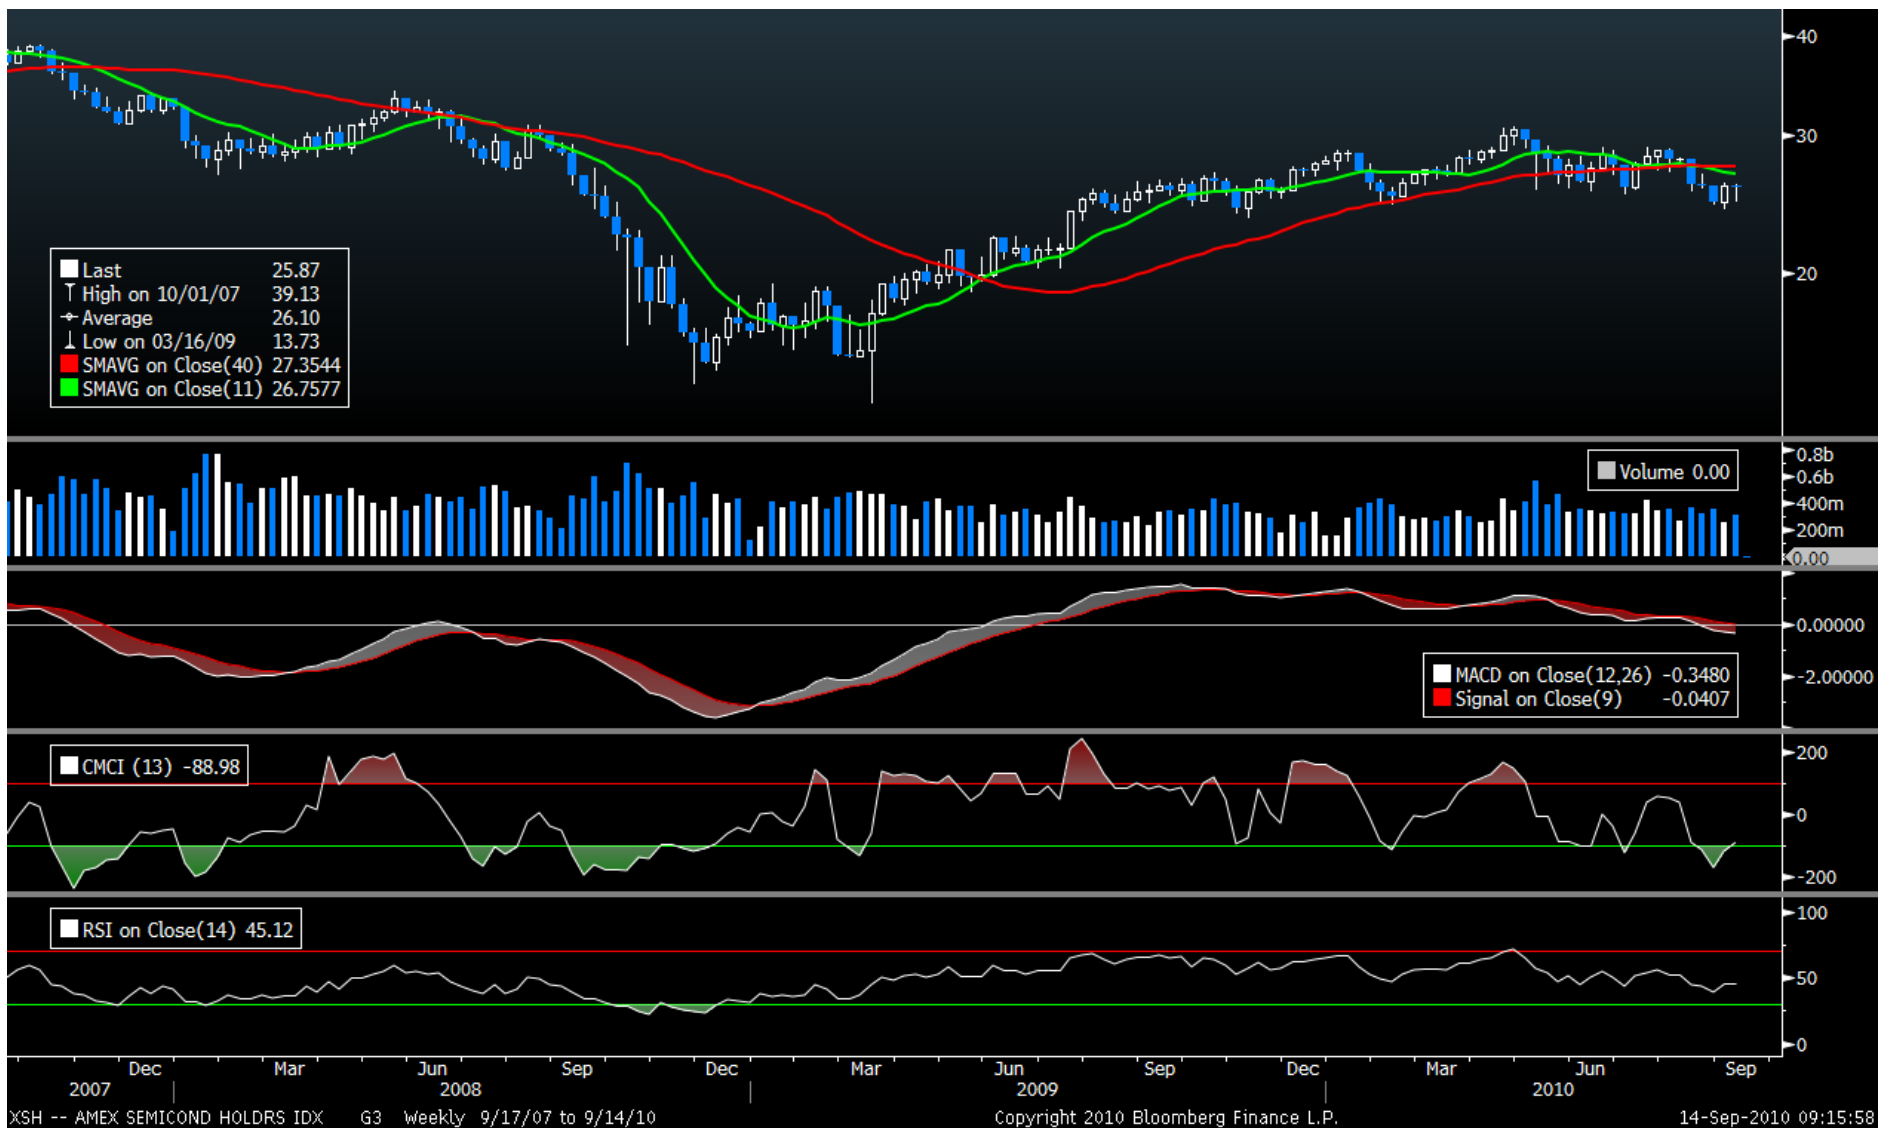 40
30
20
Last 25.87
High on 10/01/07 39.13
Average 26.10
Low on 03/16/09 13.73
SMAVG on Close(40) 27.3544
SMAVG on Close(11) 26.7577
Volume 0.00
0.8b
0.6b
400m
200m
0.00
0.00000
-2.00000
MACD on Close(12,26) -0.3480
Signal on Close(9) -0.0407
CMCI (13) -88.98
200
0
-200
RSI on Close(14) 45.12
100
50
0
Dec Mar Jun Sep Dec Mar Jun Sep Dec Mar Jun Sep
2007 2008 2009 2010
XSH -- AMEX SEMICOND HOLDRS IDX G3 Weekly 9/17/07 to 9/14/10 Copyright 2010 Bloomberg Finance L.P. 14-Sep-2010 09:15:58